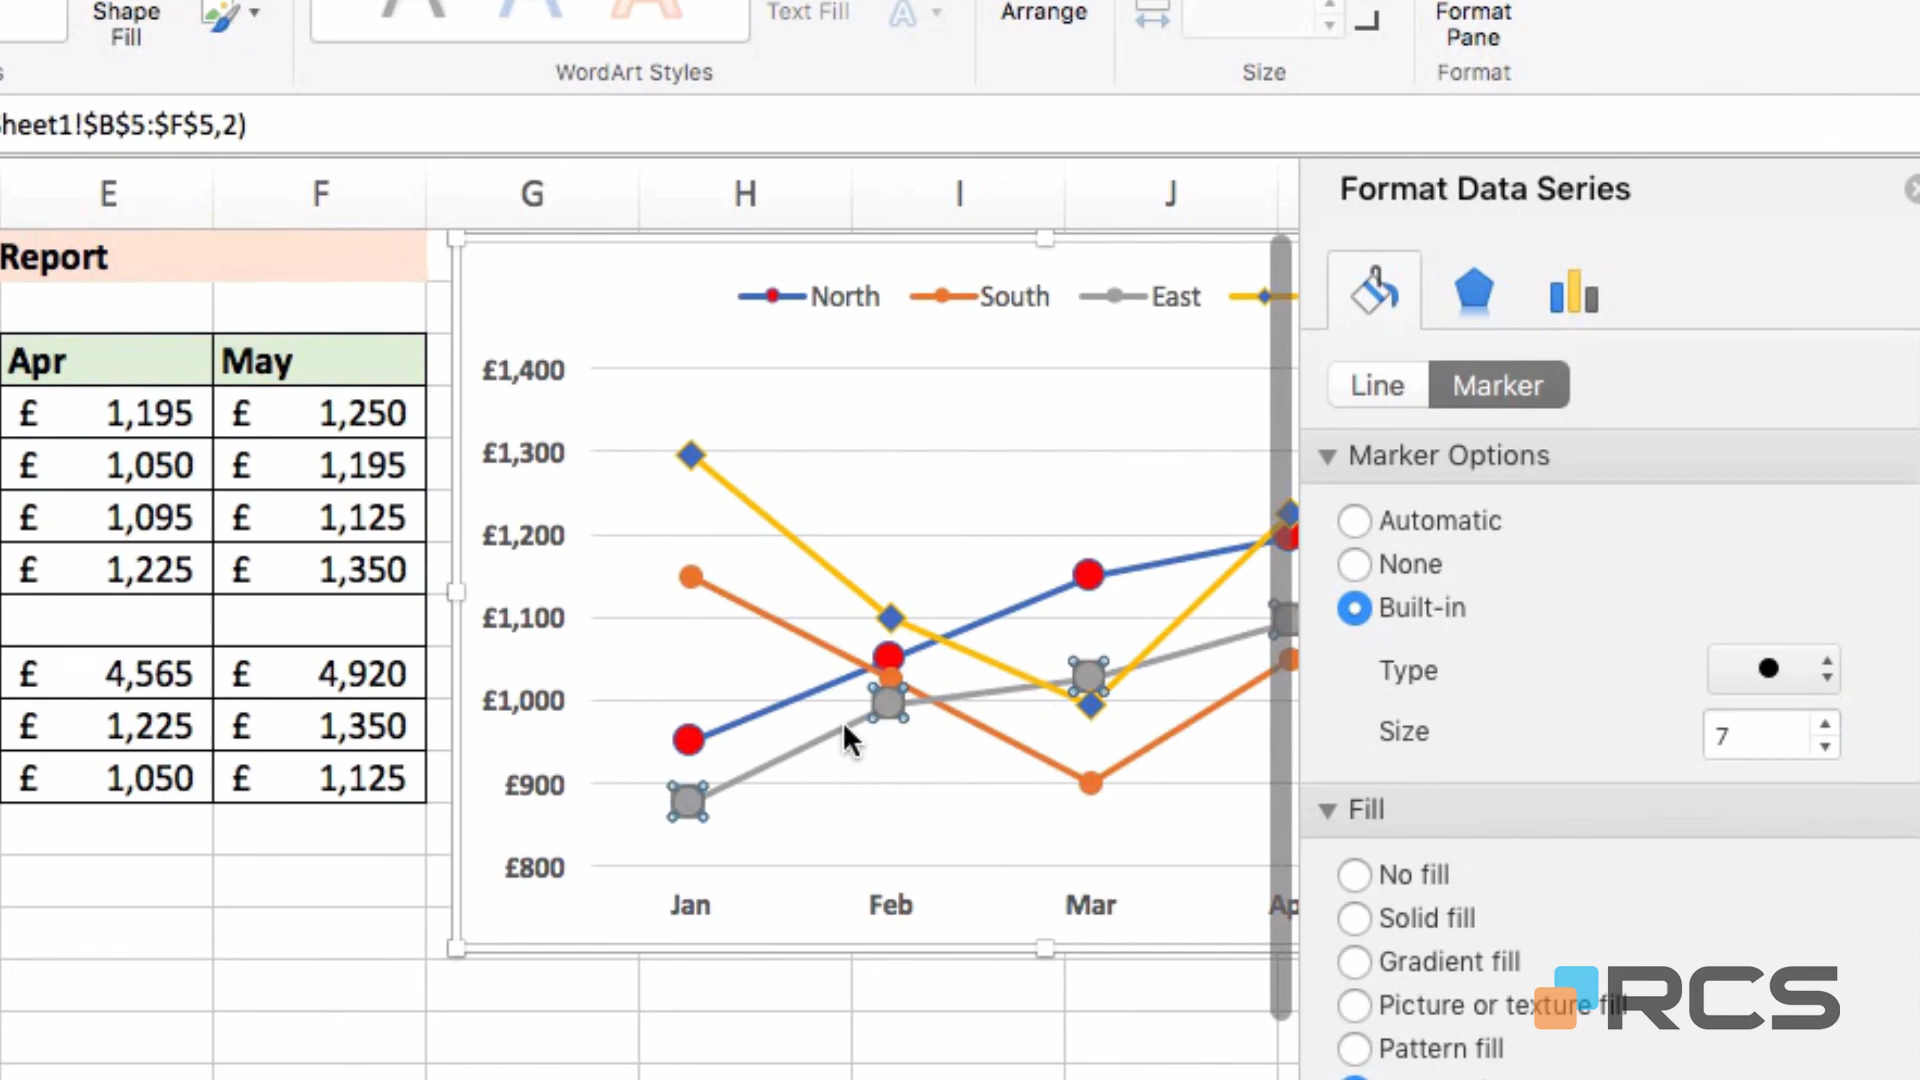 Shape
Fill
Text Fill
Arrange
Format
Pane
WordArt Styles
Size
Format
heet1!$B$5:$F$5,2)
E F G H I J
Report
Apr May
£ 1,195 £ 1,250
£ 1,050 £ 1,195
£ 1,095 £ 1,125
£ 1,225 £ 1,350
£ 4,565 £ 4,920
£ 1,225 £ 1,350
£ 1,050 £ 1,125
North South East
£1,400
£1,300
£1,200
£1,100
£1,000
£900
£800
Jan Feb Mar Ap
Format Data Series
Line Marker
Marker Options
Automatic
None
Built-in
Type
Size 7
Fill
No fill
Solid fill
Gradient fill
Picture or texture fill
Pattern fill
RCS